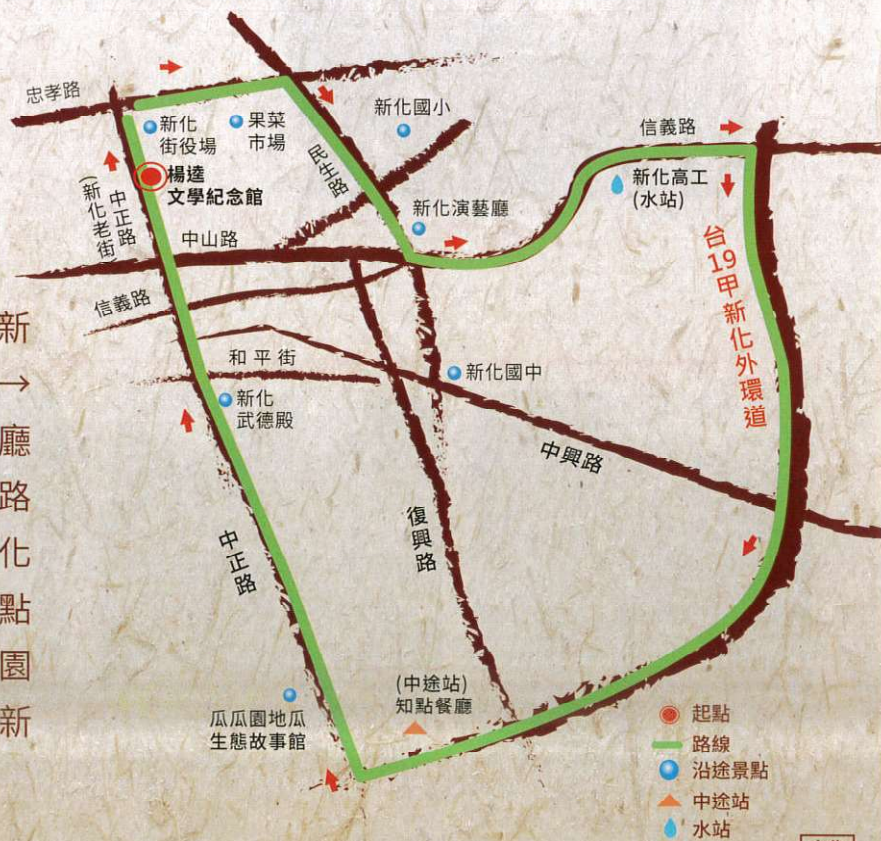 忠孝路
新化
街役場
果菜
市場
新化國小
信義路
民生路
楊逵
文學紀念館
新化高工
(水站)
中正路
(新化老街)
新化演藝廳
中山路
台19甲新化外環道
信義路
新
→
廳
路
化
點
園
新
和平街
新化國中
新化
武德殿
中興路
復興路
中正路
(中途站)
知點餐廳
瓜瓜園地瓜
生態故事館
起點
路線
沿途景點
中途站
水站